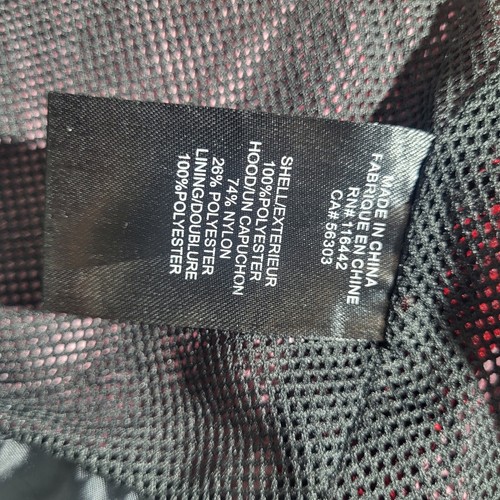 MADE IN CHINA
FABRIQUE EN CHINE
RN# 116442
CA# 56303
SHELL/EXTERIEUR
100%POLYESTER
HOOD/UN CAPUCHON
74% NYLON
26% POLYESTER
LINING/DOUBLURE
100%POLYESTER